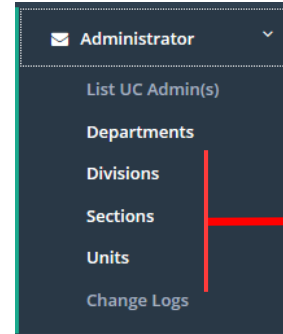 Administrator
List UC Admin(s)
Departments
Divisions
Sections
Units
Change Logs